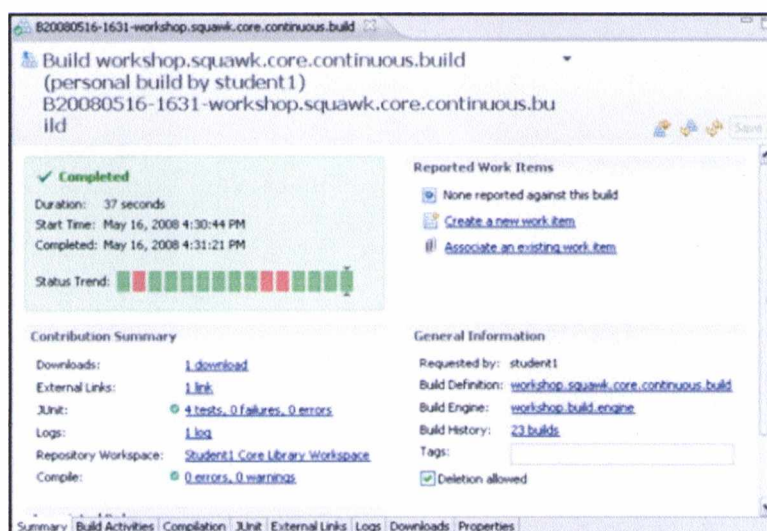 B20080516-1631-workshop.squawk.core.continuous.build
Build workshop.squawk.core.continuous.build
(personal build by student1)
B20080516-1631-workshop.squawk.core.continuous.bu
ild
Save
Completed
Duration: 37 seconds
Start Time: May 16, 2008 4:30:44 PM
Completed: May 16, 2008 4:31:21 PM
Status Trend:
Reported Work Items
None reported against this build
Create a new work item
Associate an existing work item
Contribution Summary
Downloads: 1 download
External Links: 1 link
JUnit: 4 tests, 0 failures, 0 errors
Logs: 1 log
Repository Workspace: Student1 Core Library Workspace
Compile: 0 errors, 0 warnings
General Information
Requested by: student1
Build Definition: workshop.squawk.core.continuous.build
Build Engine: workshop.build.engine
Build History: 23 builds
Tags:
Deletion allowed
Summary Build Activities Compilation JUnit External Links Logs Downloads Properties